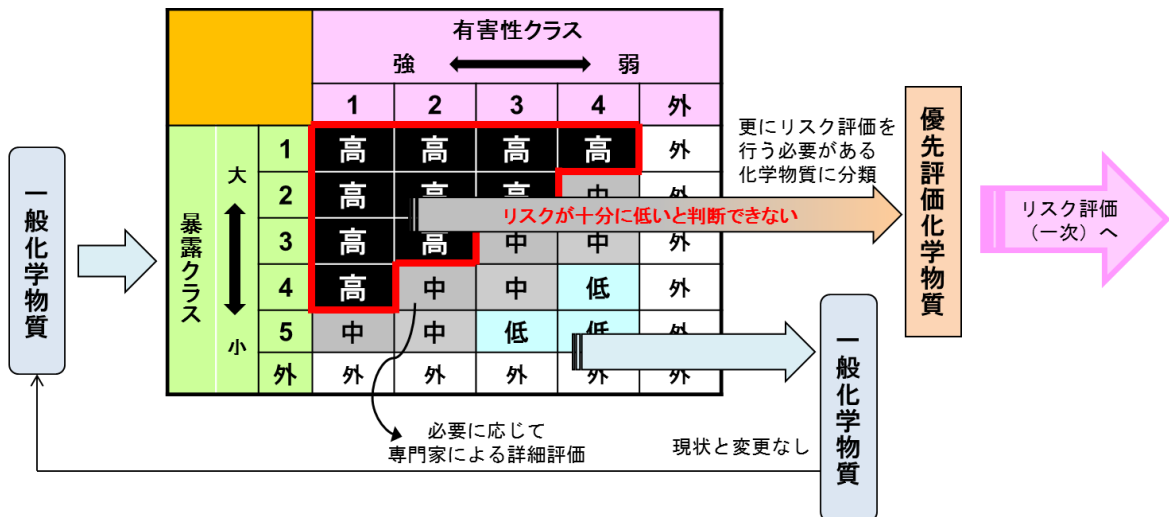 有害性クラス
強 弱
1 2 3 4 外
暴露クラス
大
小
1 高 高 高 高 外
2 高 高 高 中 外
3 高 高 中 中 外
4 高 中 中 低 外
5 中 中 低 低 外
外 外 外 外 外 外
一般化学物質
リスクが十分に低いと判断できない
更にリスク評価を
行う必要がある
化学物質に分類
優先評価化学物質
リスク評価
(一次)へ
一般化学物質
必要に応じて
専門家による詳細評価
現状と変更なし